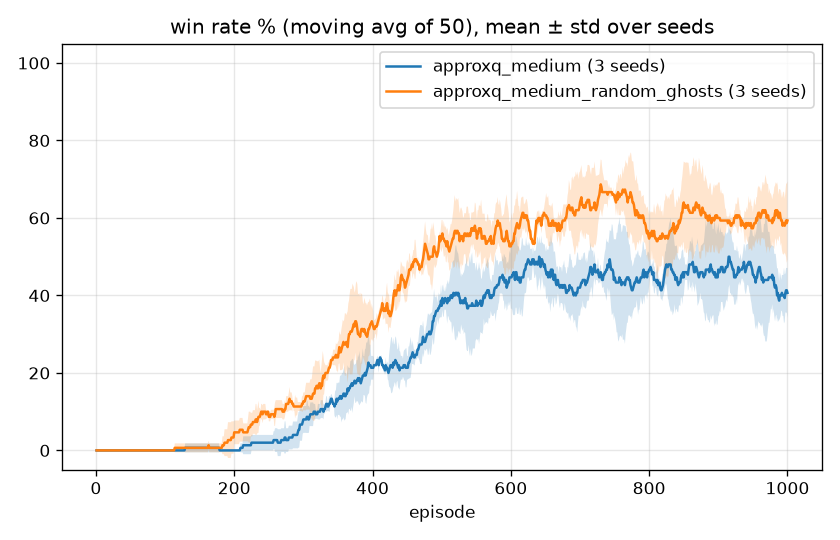 win rate % (moving avg of 50), mean ± std over seeds
approxq_medium (3 seeds)
approxq_medium_random_ghosts (3 seeds)
100
80
60
40
20
0
0 200 400 600 800 1000
episode